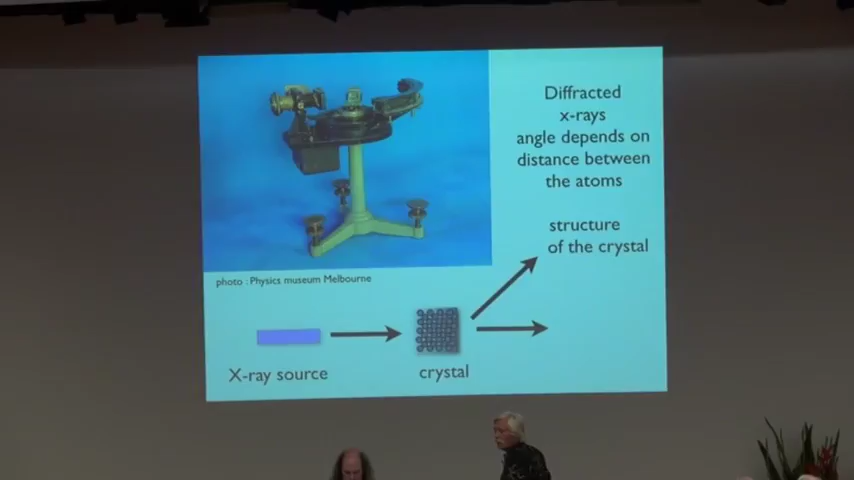 Diffracted
x-rays
angle depends on
distance between
the atoms
structure
of the crystal
photo : Physics museum Melbourne
X-ray source
crystal